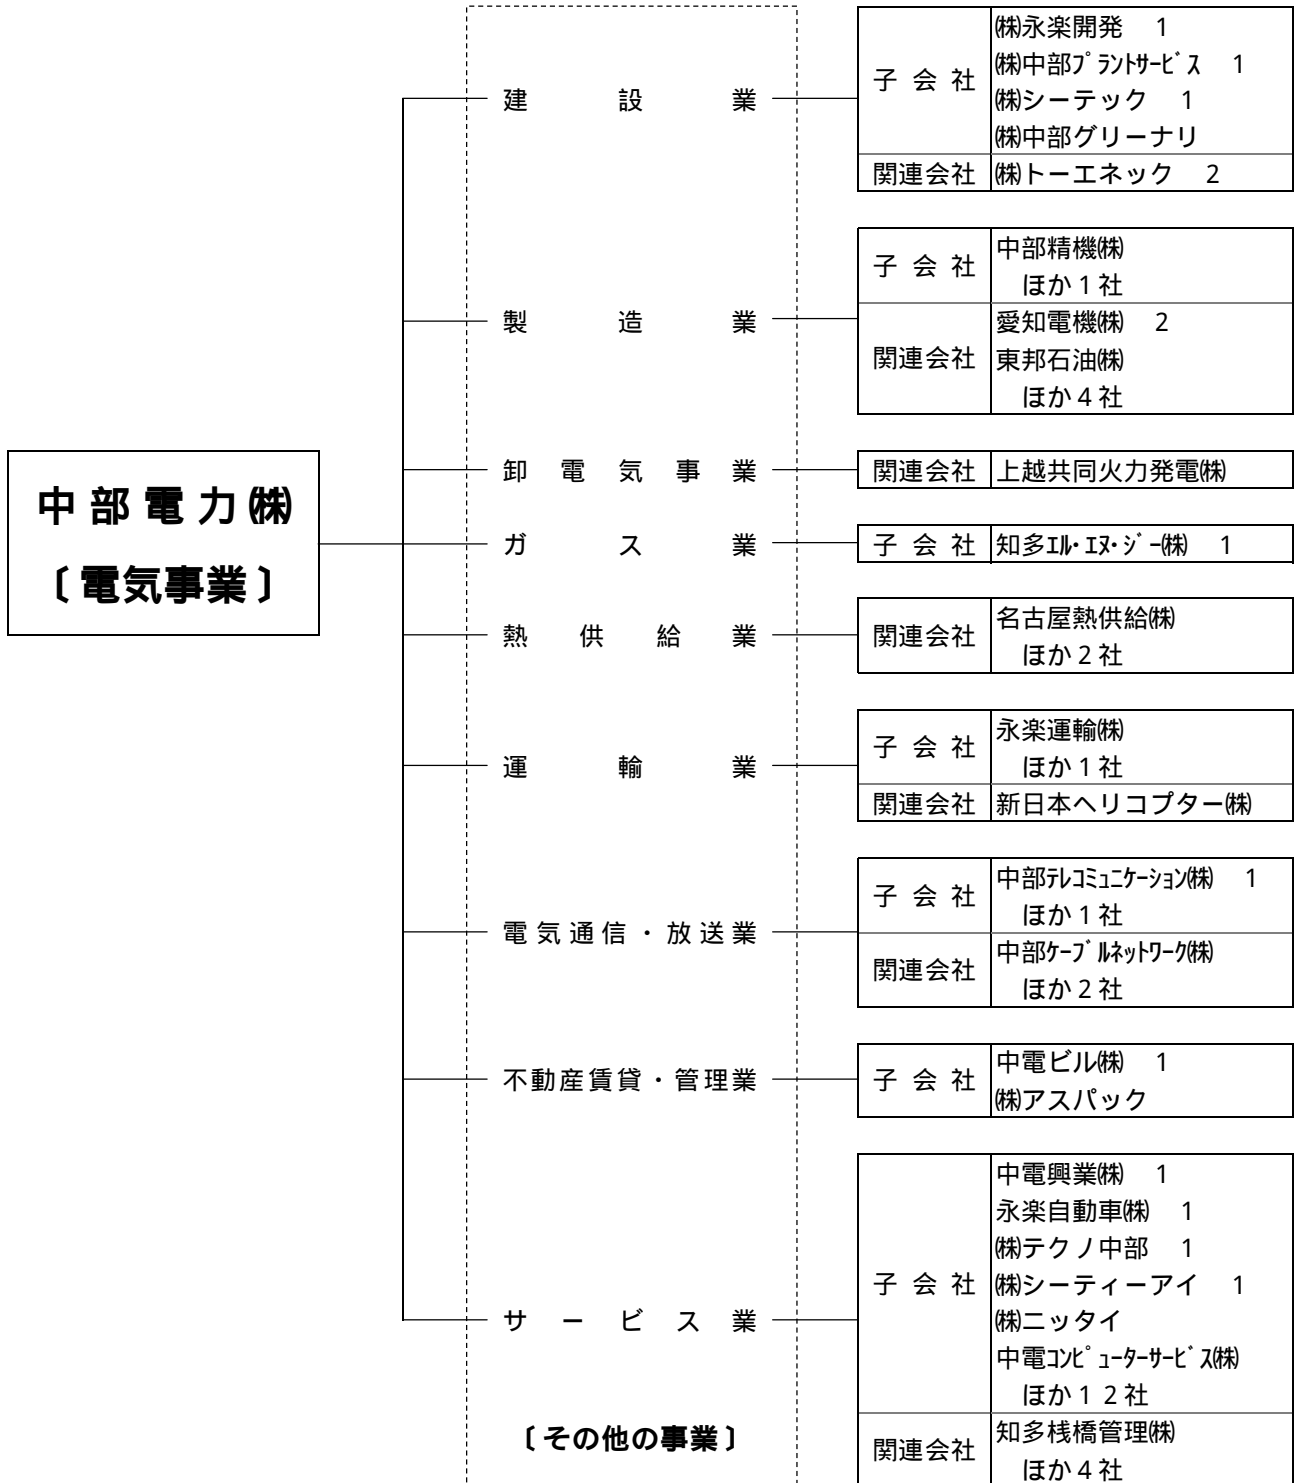 中部電力㈱
〔電気事業〕
建設業
子会社
㈱永楽開発 1
㈱中部プラントサービス 1
㈱シーテック 1
㈱中部グリーナリ
関連会社
㈱トーエネック 2
製造業
子会社
中部精機㈱
ほか1社
関連会社
愛知電機㈱ 2
東邦石油㈱
ほか4社
卸電気事業
関連会社
上越共同火力発電㈱
ガス業
子会社
知多エル・エヌ・ジー㈱ 1
熱供給業
関連会社
名古屋熱供給㈱
ほか2社
運輸業
子会社
永楽運輸㈱
ほか1社
関連会社
新日本ヘリコプター㈱
電気通信・放送業
子会社
中部テレコミュニケーション㈱ 1
ほか1社
関連会社
中部ケーブルネットワーク㈱
ほか2社
不動産賃貸・管理業
子会社
中電ビル㈱ 1
㈱アスパック
サービス業
子会社
中電興業㈱ 1
永楽自動車㈱ 1
㈱テクノ中部 1
㈱シーティーアイ 1
㈱ニッタイ
中電コンピューターサービス㈱
ほか12社
関連会社
知多桟橋管理㈱
ほか4社
〔その他の事業〕